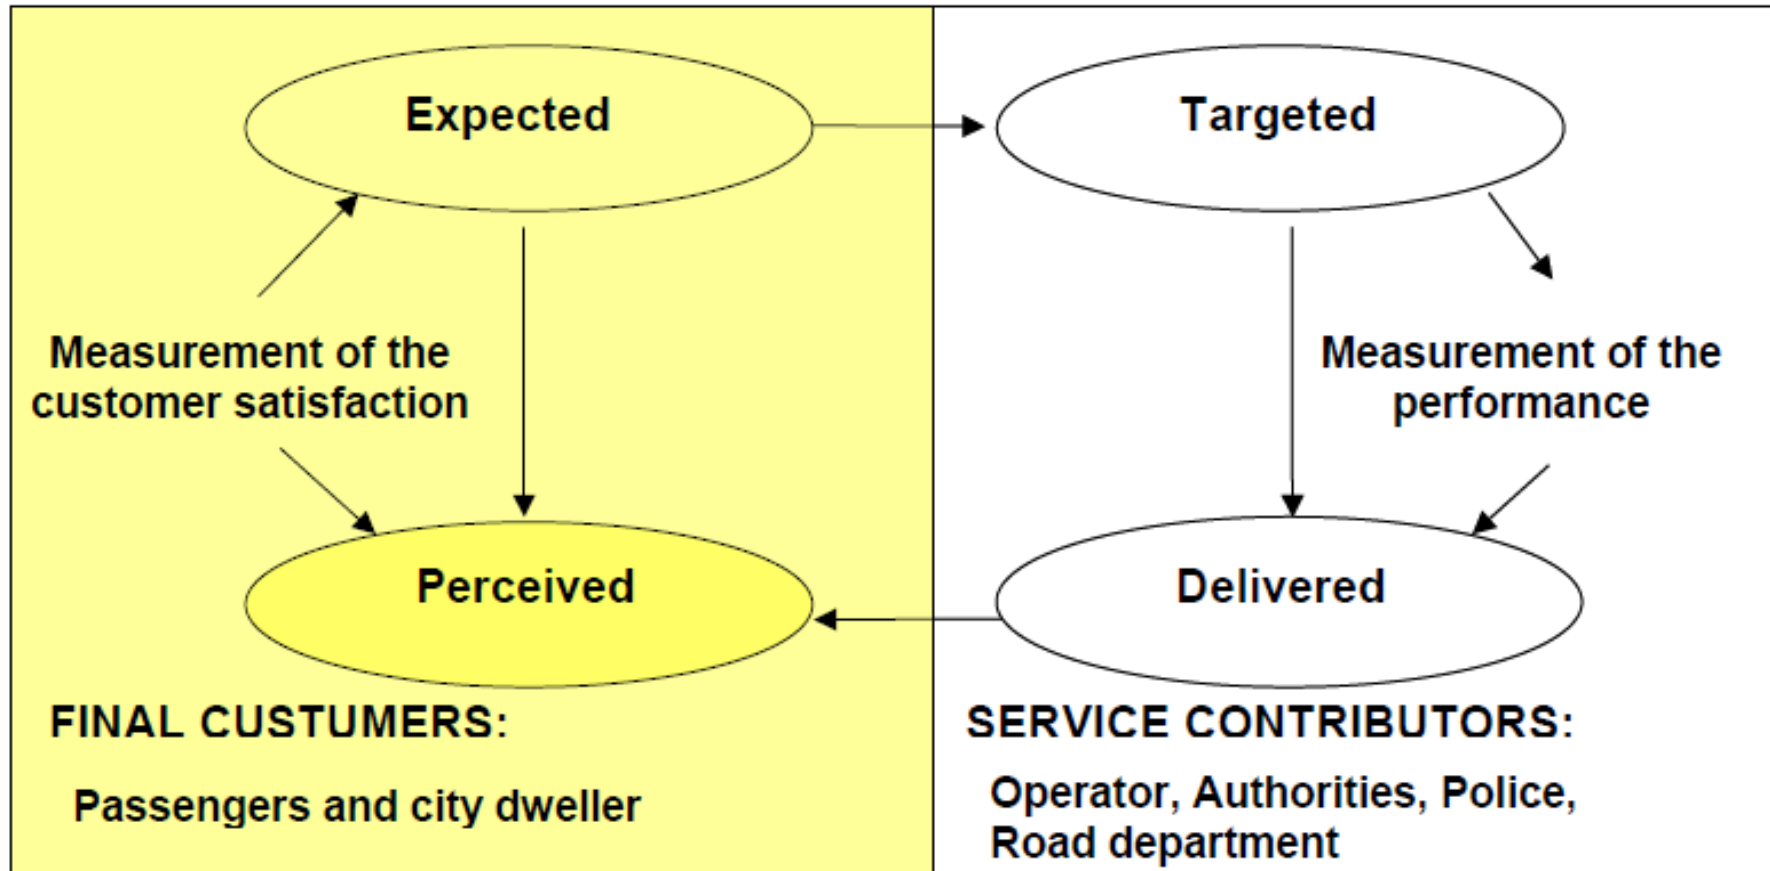 Expected
Targeted
Measurement of the
customer satisfaction
Measurement of the
performance
Perceived
Delivered
FINAL CUSTUMERS:
Passengers and city dweller
SERVICE CONTRIBUTORS:
Operator, Authorities, Police,
Road department